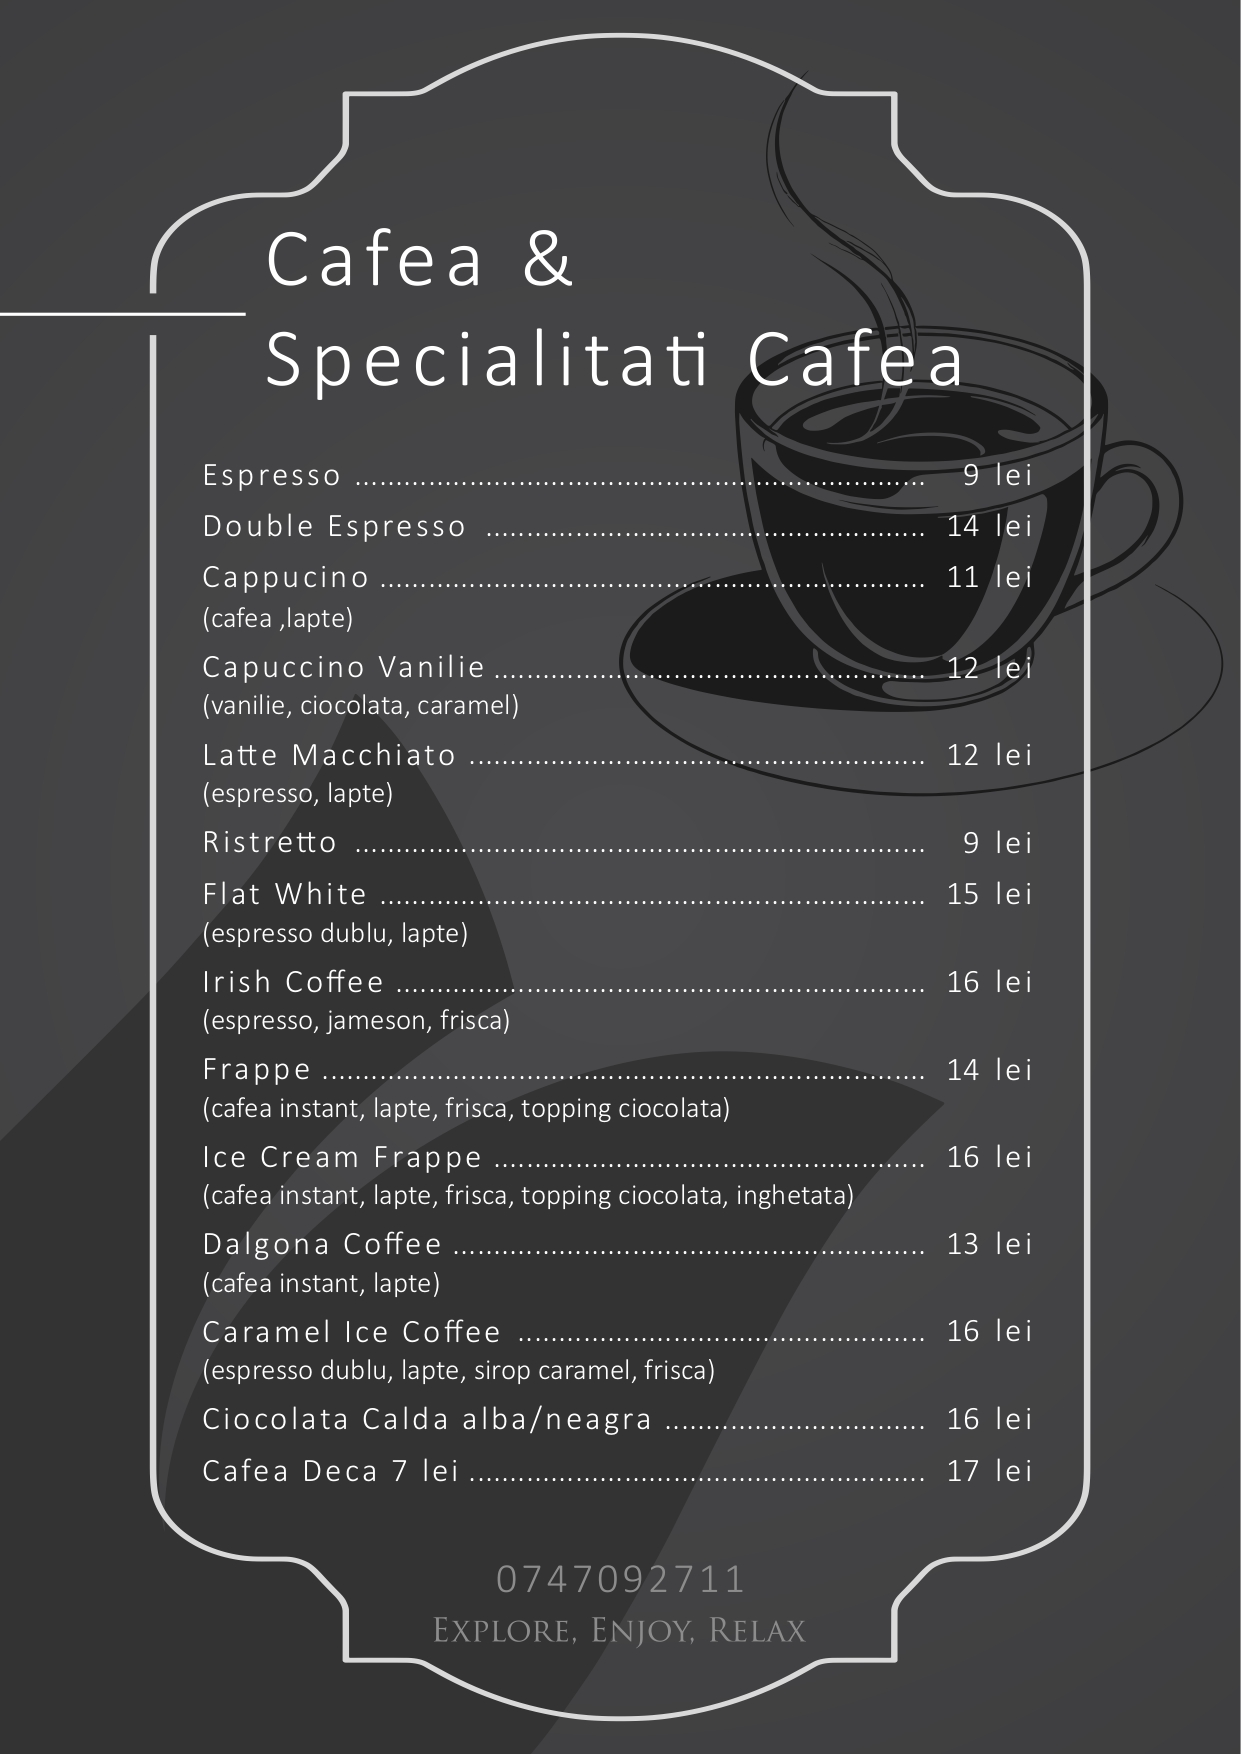 Cafea &
Specialitati Cafea
Espresso ........................................................................ 9 lei
Double Espresso ........................................................ 14 lei
Cappucino ..................................................................... 11 lei
(cafea ,lapte)
Capuccino Vanilie ....................................................... 12 lei
(vanilie, ciocolata, caramel)
Latte Macchiato .......................................................... 12 lei
(espresso, lapte)
Ristretto ........................................................................ 9 lei
Flat White ..................................................................... 15 lei
(espresso dublu, lapte)
Irish Coffee ................................................................... 16 lei
(espresso, jameson, frisca)
Frappe ............................................................................ 14 lei
(cafea instant, lapte, frisca, topping ciocolata)
Ice Cream Frappe ....................................................... 16 lei
(cafea instant, lapte, frisca, topping ciocolata, inghetata)
Dalgona Coffee ............................................................ 13 lei
(cafea instant, lapte)
Caramel Ice Coffee .................................................... 16 lei
(espresso dublu, lapte, sirop caramel, frisca)
Ciocolata Calda alba/neagra ................................. 16 lei
Cafea Deca 7 lei .......................................................... 17 lei
0747092711
Explore, Enjoy, Relax